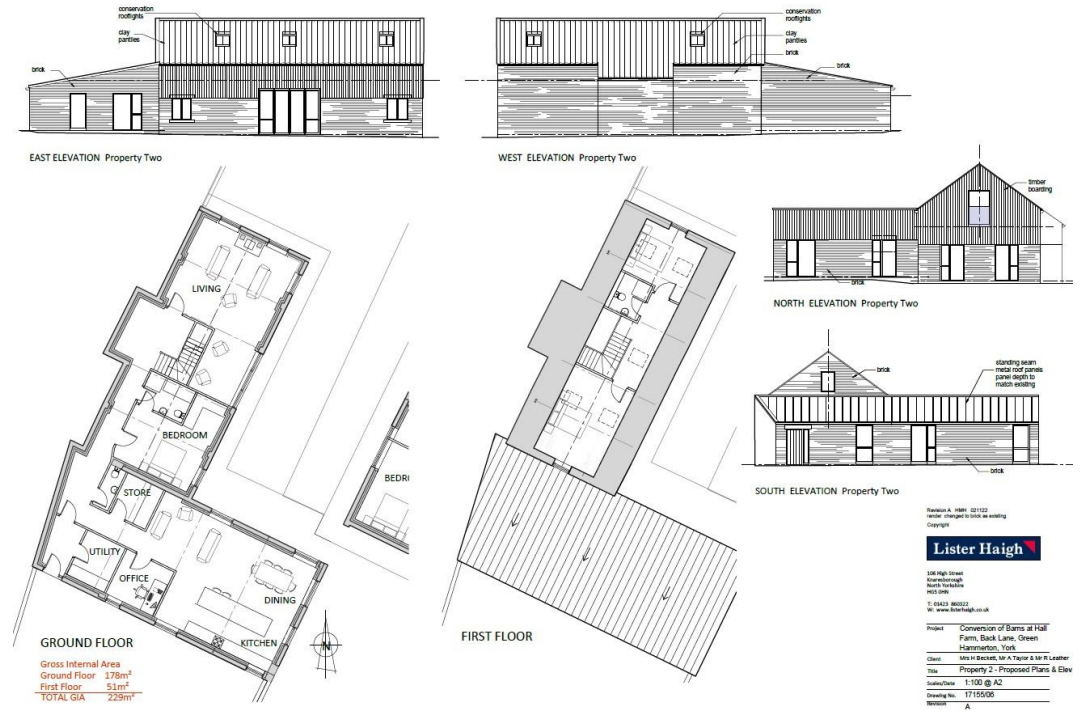 conservation
rooflights
clay
pantiles
brick
brick
EAST ELEVATION Property Two
conservation
rooflights
clay
pantiles
brick
brick
WEST ELEVATION Property Two
timber
boarding
brick
NORTH ELEVATION Property Two
brick
standing seam
metal roof panels
panel depth to
match existing
brick
SOUTH ELEVATION Property Two
LIVING
BEDROOM
STORE
UTILITY
OFFICE
DINING
KITCHEN
BEDR
N
GROUND FLOOR
Gross Internal Area
Ground Floor 178m²
First Floor 51m²
TOTAL GIA 229m²
FIRST FLOOR
Revision A HMH 021122
render changed to brick as existing
Copyright
Lister Haigh
106 High Street
Knaresborough
North Yorkshire
HG5 0HN
T: 01423 860322
W: www.listerhaigh.co.uk
Project Conversion of Barns at Hall
Farm, Back Lane, Green
Hammerton, York
Client Mrs H Beckett, Mr A Taylor & Mr R Leather
Title Property 2 - Proposed Plans & Elev
Scales/Date 1:100 @ A2
Drawing No. 17155/06
Revision A